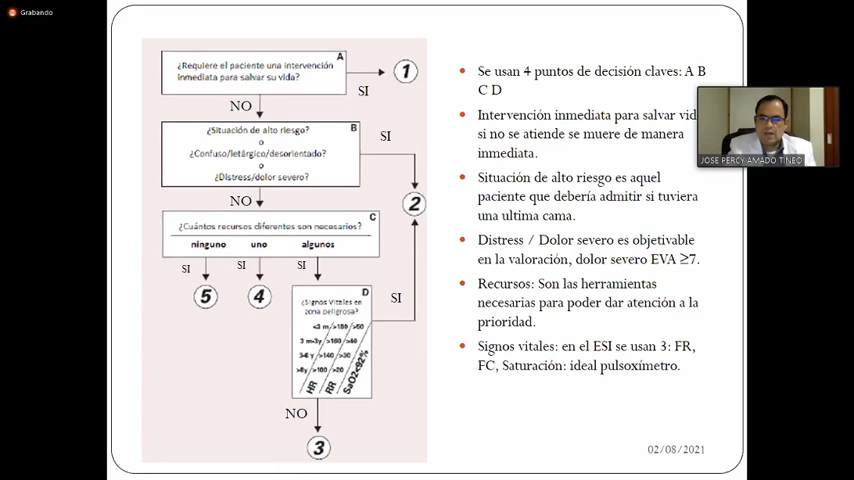 Grabando
A
¿Requiere el paciente una intervención
inmediata para salvar su vida?
1
SI
NO
B
¿Situación de alto riesgo?
o
¿Confuso/letárgico/desorientado?
o
¿Distress/dolor severo?
SI
2
NO
C
¿Cuántos recursos diferentes son necesarios?
ninguno uno algunos
SI SI SI
5 4
D
¿Signos Vitales en
zona peligrosa?
<3 m >180 >50
3 m-3y >160 >40
3-8 y >140 >30
>8y >100 >20
HR RR SaO2<92%
SI
NO
3
• Se usan 4 puntos de decisión claves: A B
C D
• Intervención inmediata para salvar vid
si no se atiende se muere de manera
inmediata.
• Situación de alto riesgo es aquel
paciente que debería admitir si tuviera
una ultima cama.
• Distress / Dolor severo es objetivable
en la valoración, dolor severo EVA ≥7.
• Recursos: Son las herramientas
necesarias para poder dar atención a la
prioridad.
• Signos vitales: en el ESI se usan 3: FR,
FC, Saturación: ideal pulsoxímetro.
JOSE PERCY AMADO TINEO
02/08/2021